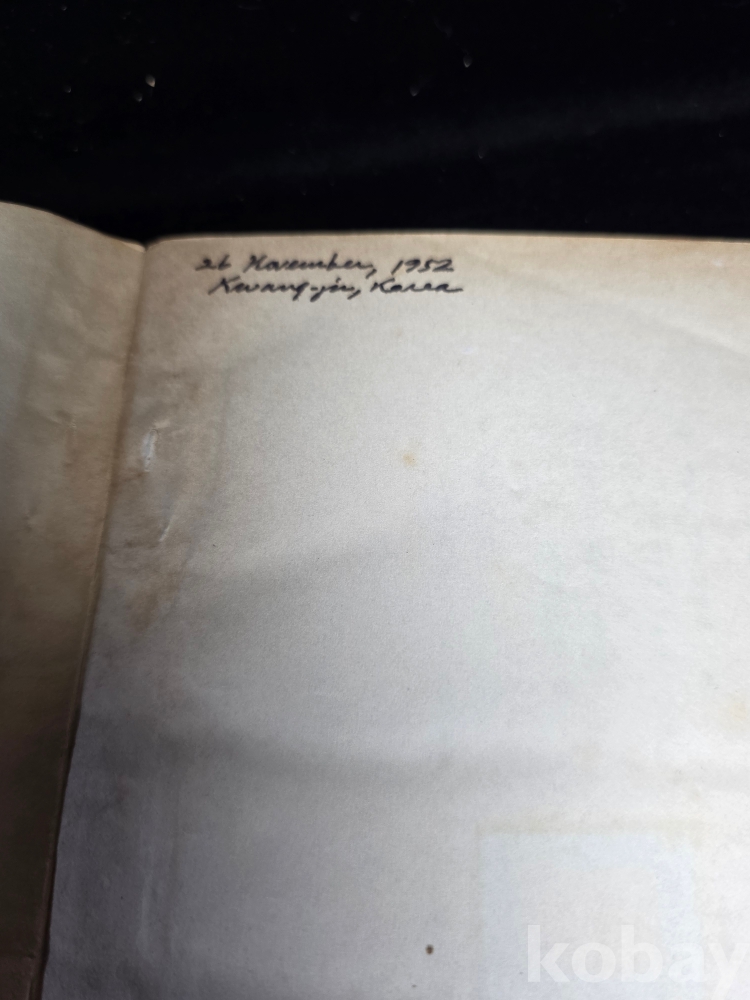 26 November, 1952
Kwang-ju, Korea
kobay